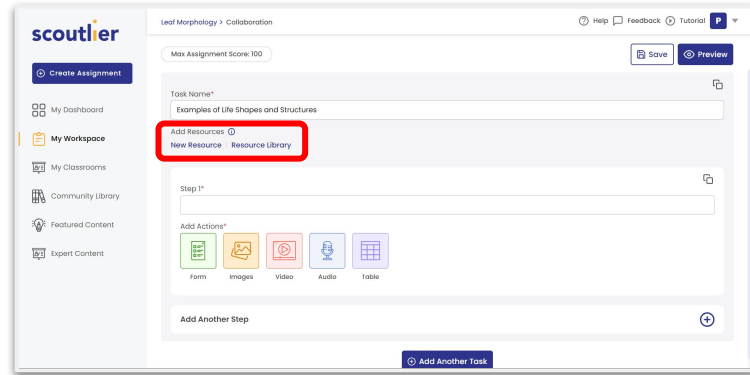 scoutlier
Create Assignment
My Dashboard
My Workspace
My Classrooms
Community Library
Featured Content
Expert Content
Leaf Morphology > Collaboration
Help Feedback Tutorial P
Max Assignment Score: 100
Save Preview
Task Name*
Examples of Life Shapes and Structures
Add Resources
New Resource | Resource Library
Step 1*
Add Actions*
Form Images Video Audio Table
Add Another Step
Add Another Task